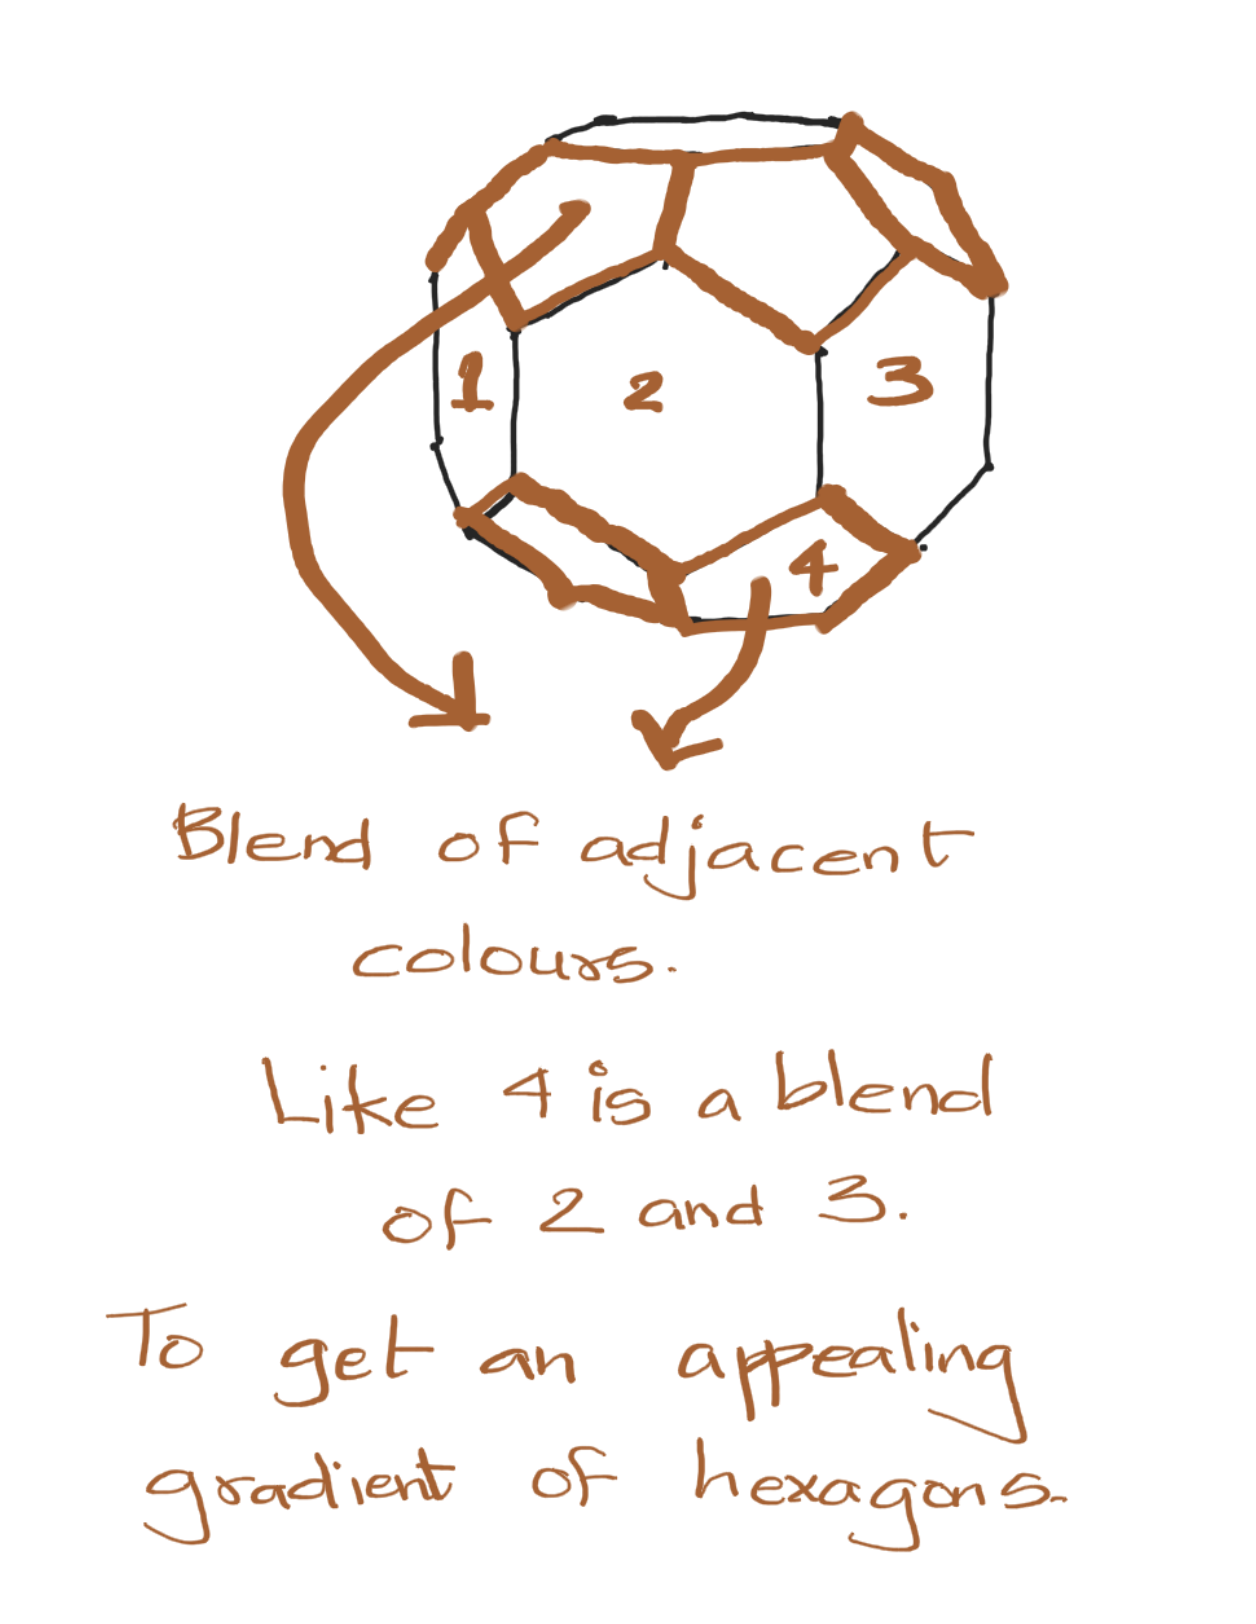 1 2 3
4
Blend of adjacent
colours.
Like 4 is a blend
of 2 and 3.
To get an appealing
gradient of hexagons.